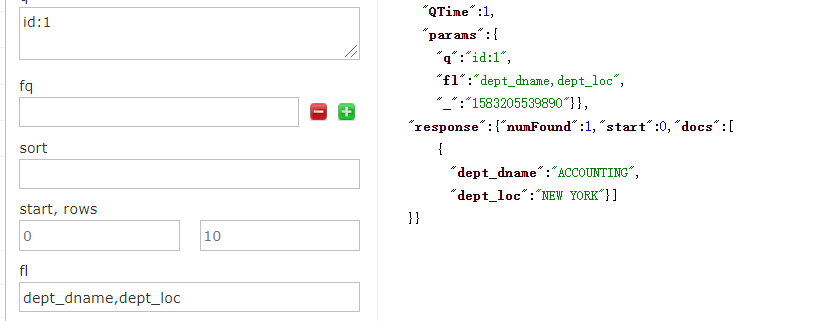 id:1
fq
sort
start, rows
0
10
fl
dept_dname,dept_loc
"QTime":1,
"params":{
"q":"id:1",
"fl":"dept_dname,dept_loc",
"_":"1583205539890"}},
"response":{"numFound":1,"start":0,"docs":[
{
"dept_dname":"ACCOUNTING",
"dept_loc":"NEW YORK"}]
}}